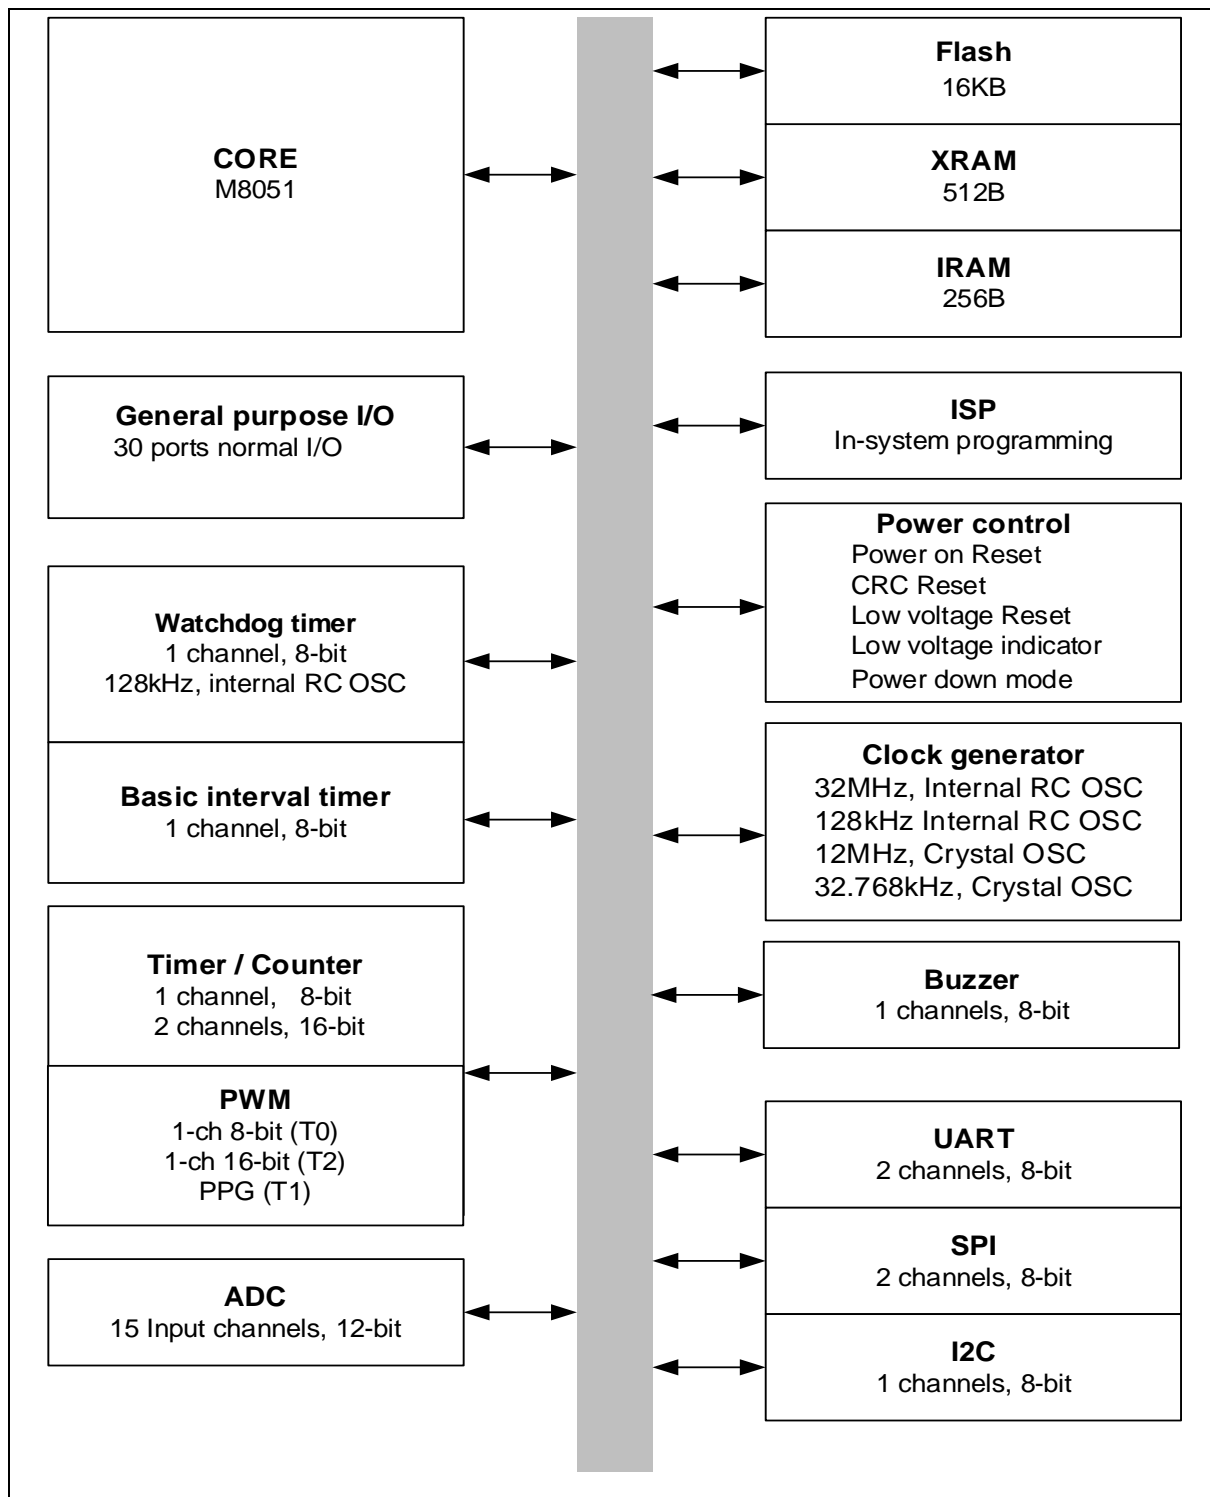 CORE
M8051
General purpose I/O
30 ports normal I/O
Watchdog timer
1 channel, 8-bit
128kHz, internal RC OSC
Basic interval timer
1 channel, 8-bit
Timer / Counter
1 channel, 8-bit
2 channels, 16-bit
PWM
1-ch 8-bit (T0)
1-ch 16-bit (T2)
PPG (T1)
ADC
15 Input channels, 12-bit
Flash
16KB
XRAM
512B
IRAM
256B
ISP
In-system programming
Power control
Power on Reset
CRC Reset
Low voltage Reset
Low voltage indicator
Power down mode
Clock generator
32MHz, Internal RC OSC
128kHz Internal RC OSC
12MHz, Crystal OSC
32.768kHz, Crystal OSC
Buzzer
1 channels, 8-bit
UART
2 channels, 8-bit
SPI
2 channels, 8-bit
I2C
1 channels, 8-bit